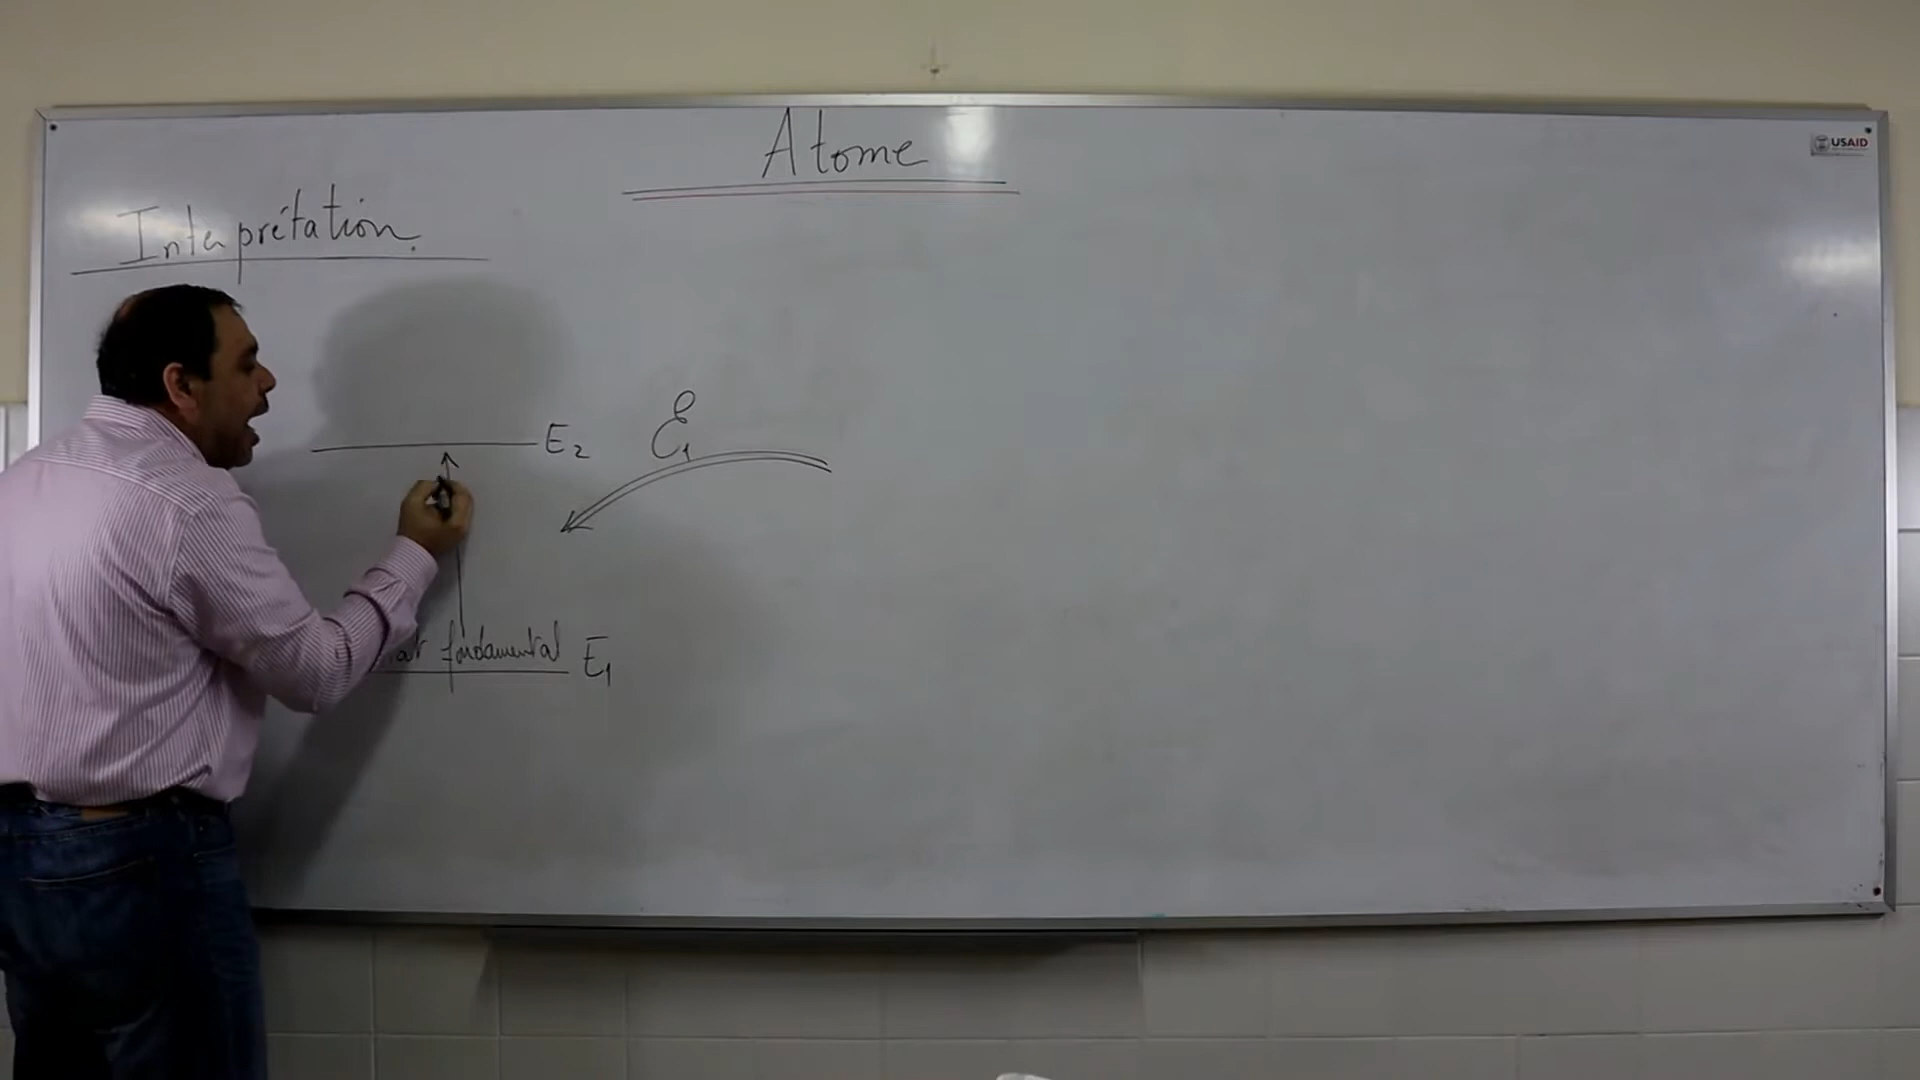 Atome
USAID
Interprétation.
E2
E1
fondamental E1